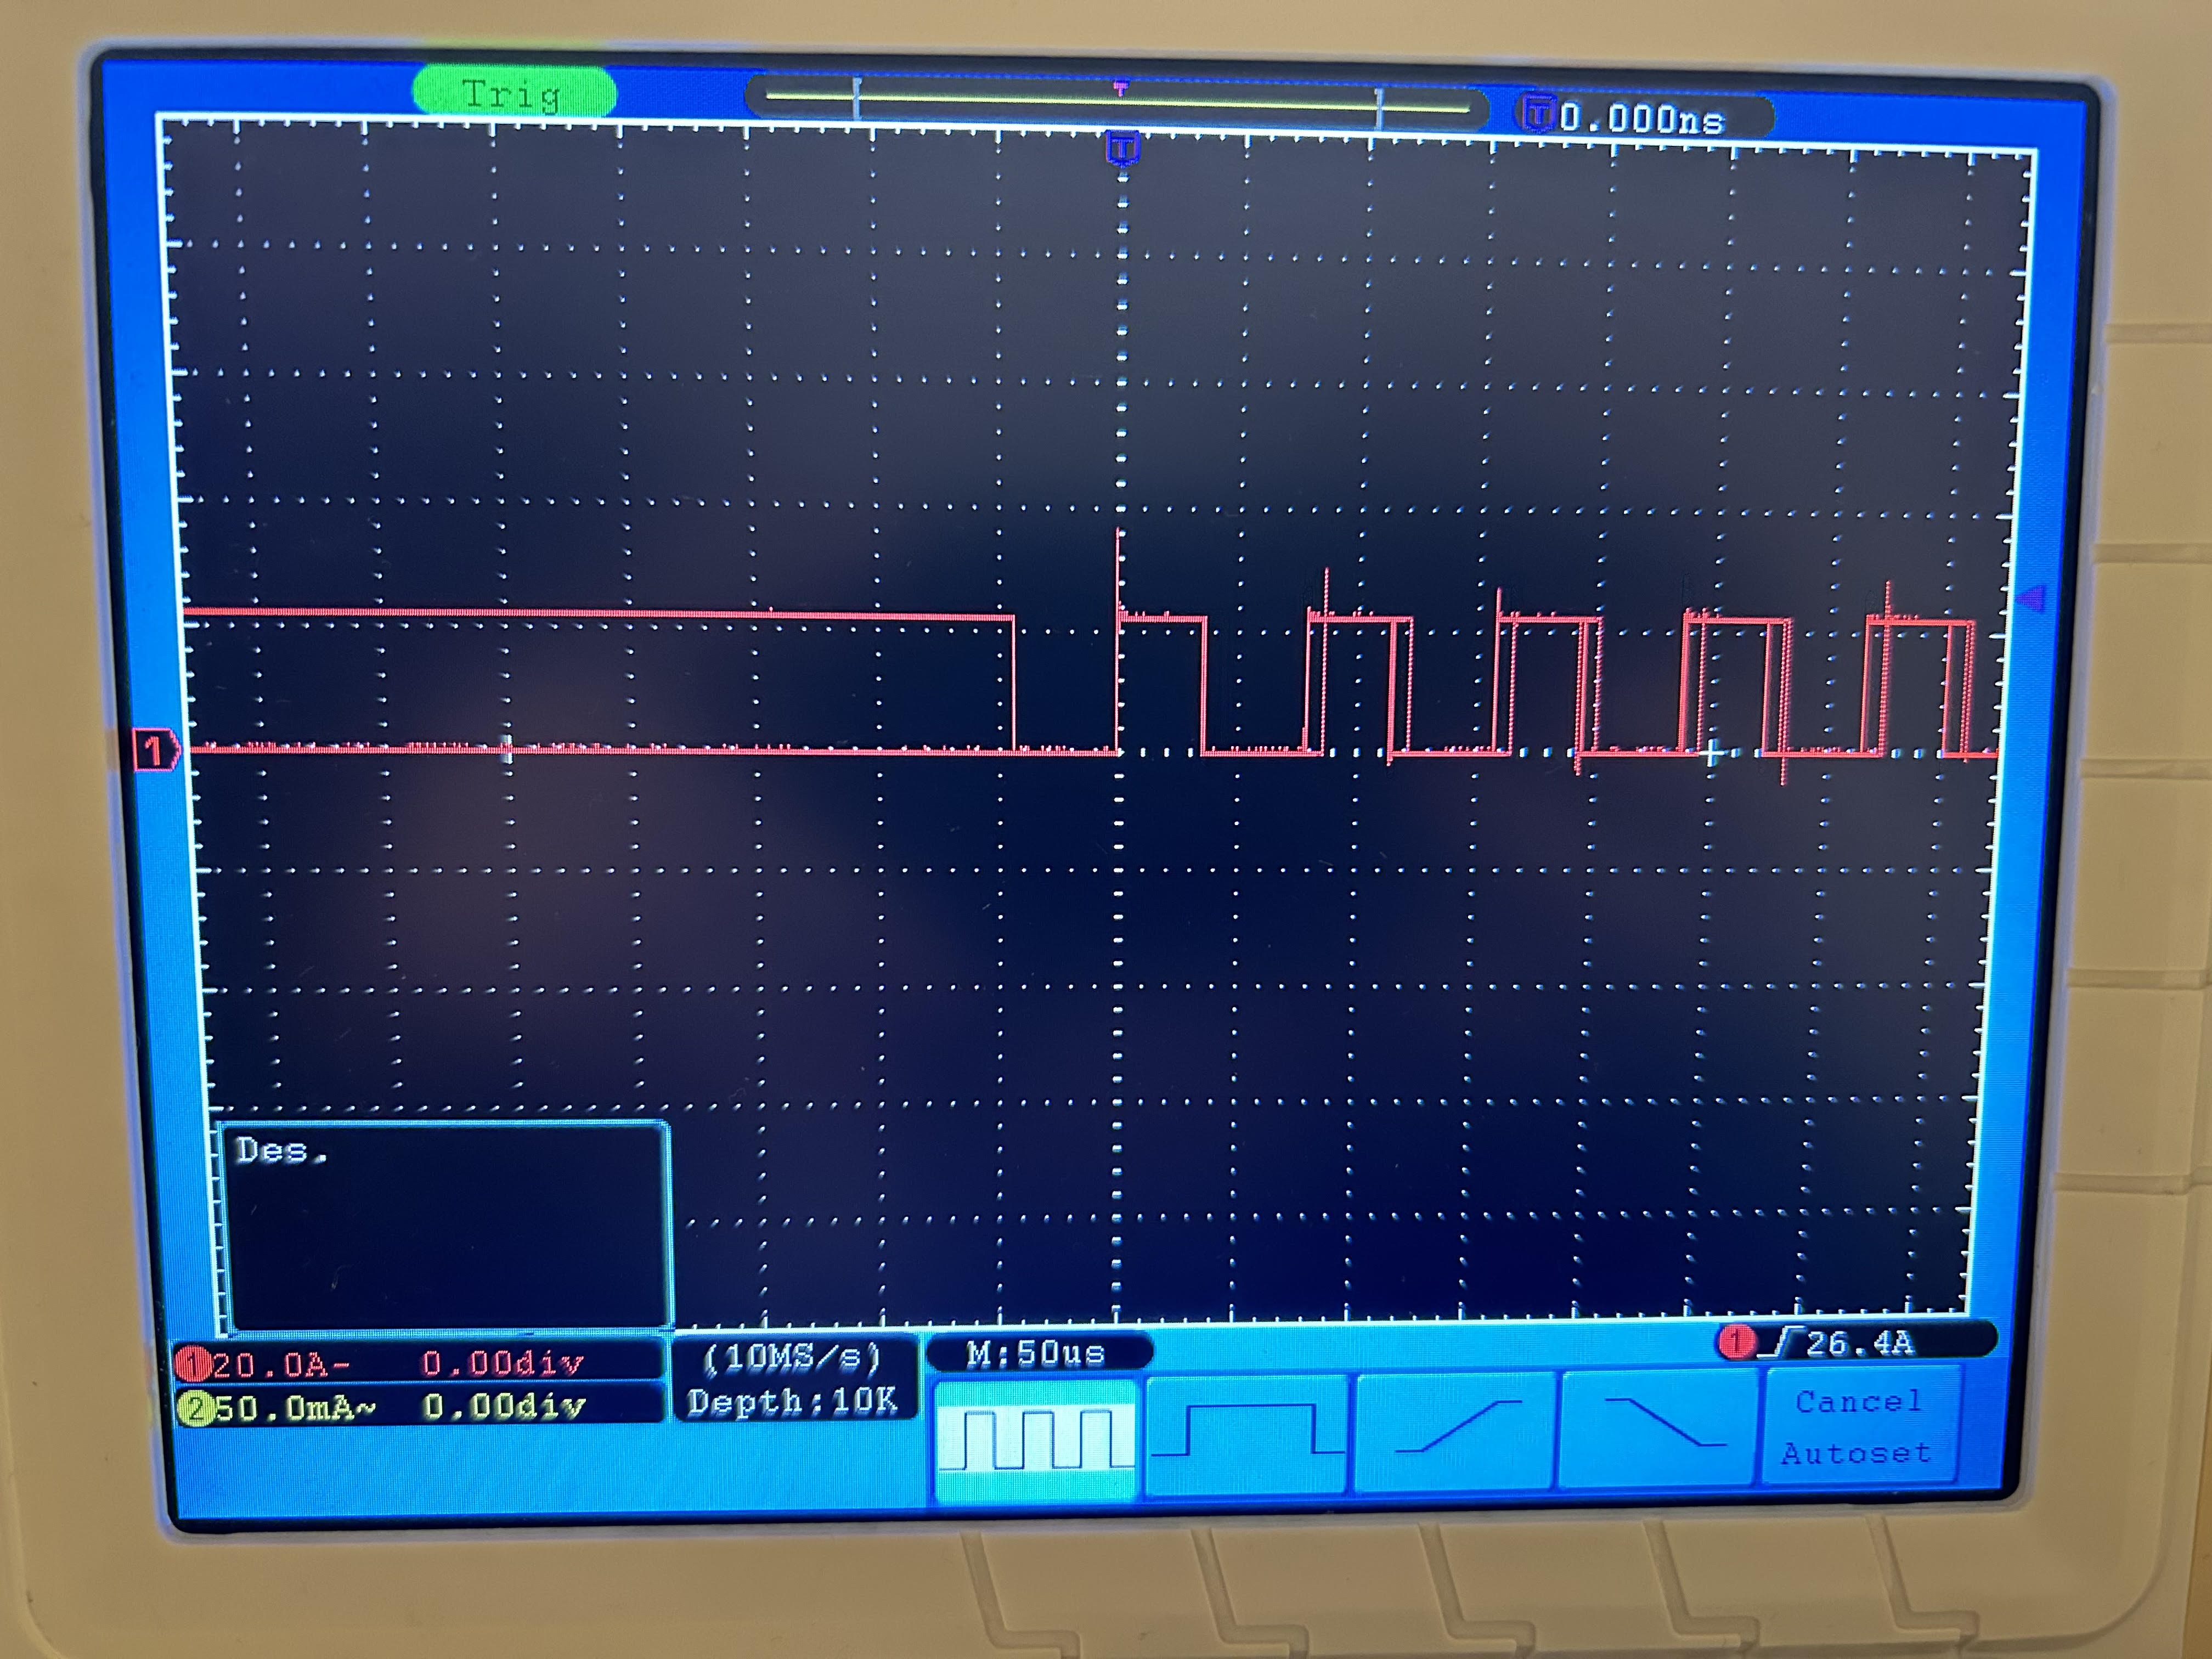 Trig
T
T 0.000ns
T
1
Des.
1 20.0A- 0.00div
(10MS/s)
M:50us
1 26.4A
2 50.0mA~ 0.00div
Depth:10K
Cancel
Autoset